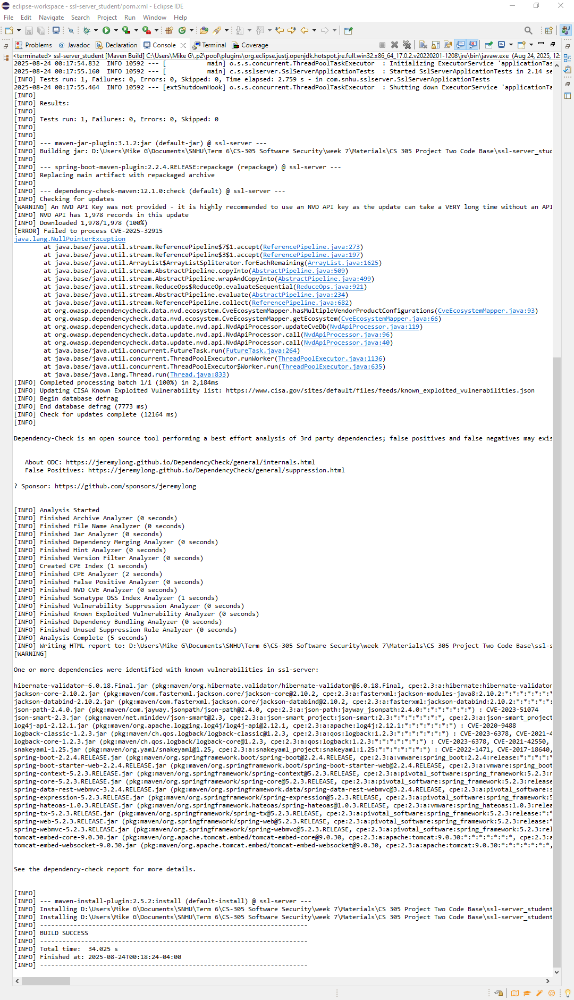 eclipse-workspace - ssl-server_student/pom.xml - Eclipse IDE
File Edit Navigate Search Project Run Window Help
Problems @ Javadoc Declaration Console Terminal Coverage
<terminated> ssl-server_student [Maven Build] C:\Users\Mike G\.p2\pool\plugins\org.eclipse.justj.openjdk.hotspot.jre.full.win32.x86_64_17.0.2.v20220201-1208\jre\bin\javaw.exe (Aug 24, 2025, 12:
2025-08-24 00:17:54.832  INFO 10592 --- [           main] o.s.s.concurrent.ThreadPoolTaskExecutor  : Initializing ExecutorService 'applicationTas
2025-08-24 00:17:55.160  INFO 10592 --- [           main] c.s.sslserver.SslServerApplicationTests  : Started SslServerApplicationTests in 2.14 se
[INFO] Tests run: 1, Failures: 0, Errors: 0, Skipped: 0, Time elapsed: 2.759 s - in com.snhu.sslserver.SslServerApplicationTests
2025-08-24 00:17:55.464  INFO 10592 --- [extShutdownHook] o.s.s.concurrent.ThreadPoolTaskExecutor  : Shutting down ExecutorService 'applicationTa
[INFO]
[INFO] Results:
[INFO]
[INFO] Tests run: 1, Failures: 0, Errors: 0, Skipped: 0
[INFO]
[INFO]
[INFO] --- maven-jar-plugin:3.1.2:jar (default-jar) @ ssl-server ---
[INFO] Building jar: D:\Users\Mike G\Documents\SNHU\Term 6\CS-305 Software Security\week 7\Materials\CS 305 Project Two Code Base\ssl-server_stud
[INFO]
[INFO] --- spring-boot-maven-plugin:2.2.4.RELEASE:repackage (repackage) @ ssl-server ---
[INFO] Replacing main artifact with repackaged archive
[INFO]
[INFO] --- dependency-check-maven:12.1.0:check (default) @ ssl-server ---
[INFO] Checking for updates
[WARNING] An NVD API Key was not provided - it is highly recommended to use an NVD API key as the update can take a VERY long time without an API
[INFO] NVD API has 1,978 records in this update
[INFO] Downloaded 1,978/1,978 (100%)
[ERROR] Failed to process CVE-2025-32915
java.lang.NullPointerException
at java.base/java.util.stream.ReferencePipeline$7$1.accept(ReferencePipeline.java:273)
at java.base/java.util.stream.ReferencePipeline$3$1.accept(ReferencePipeline.java:197)
at java.base/java.util.ArrayList$ArrayListSpliterator.forEachRemaining(ArrayList.java:1625)
at java.base/java.util.stream.AbstractPipeline.copyInto(AbstractPipeline.java:509)
at java.base/java.util.stream.AbstractPipeline.wrapAndCopyInto(AbstractPipeline.java:499)
at java.base/java.util.stream.ReduceOps$ReduceOp.evaluateSequential(ReduceOps.java:921)
at java.base/java.util.stream.AbstractPipeline.evaluate(AbstractPipeline.java:234)
at java.base/java.util.stream.ReferencePipeline.collect(ReferencePipeline.java:682)
at org.owasp.dependencycheck.data.nvd.ecosystem.CveEcosystemMapper.hasMultipleVendorProductConfigurations(CveEcosystemMapper.java:93)
at org.owasp.dependencycheck.data.nvd.ecosystem.CveEcosystemMapper.getEcosystem(CveEcosystemMapper.java:66)
at org.owasp.dependencycheck.data.update.nvd.api.NvdApiProcessor.updateCveDb(NvdApiProcessor.java:119)
at org.owasp.dependencycheck.data.update.nvd.api.NvdApiProcessor.call(NvdApiProcessor.java:96)
at org.owasp.dependencycheck.data.update.nvd.api.NvdApiProcessor.call(NvdApiProcessor.java:40)
at java.base/java.util.concurrent.FutureTask.run(FutureTask.java:264)
at java.base/java.util.concurrent.ThreadPoolExecutor.runWorker(ThreadPoolExecutor.java:1136)
at java.base/java.util.concurrent.ThreadPoolExecutor$Worker.run(ThreadPoolExecutor.java:635)
at java.base/java.lang.Thread.run(Thread.java:833)
[INFO] Completed processing batch 1/1 (100%) in 2,184ms
[INFO] Updating CISA Known Exploited Vulnerability list: https://www.cisa.gov/sites/default/files/feeds/known_exploited_vulnerabilities.json
[INFO] Begin database defrag
[INFO] End database defrag (7773 ms)
[INFO] Check for updates complete (12164 ms)
[INFO]
Dependency-Check is an open source tool performing a best effort analysis of 3rd party dependencies; false positives and false negatives may exis
About ODC: https://jeremylong.github.io/DependencyCheck/general/internals.html
False Positives: https://jeremylong.github.io/DependencyCheck/general/suppression.html
? Sponsor: https://github.com/sponsors/jeremylong
[INFO] Analysis Started
[INFO] Finished Archive Analyzer (0 seconds)
[INFO] Finished File Name Analyzer (0 seconds)
[INFO] Finished Jar Analyzer (0 seconds)
[INFO] Finished Dependency Merging Analyzer (0 seconds)
[INFO] Finished Hint Analyzer (0 seconds)
[INFO] Finished Version Filter Analyzer (0 seconds)
[INFO] Created CPE Index (1 seconds)
[INFO] Finished CPE Analyzer (2 seconds)
[INFO] Finished False Positive Analyzer (0 seconds)
[INFO] Finished NVD CVE Analyzer (0 seconds)
[INFO] Finished Sonatype OSS Index Analyzer (1 seconds)
[INFO] Finished Vulnerability Suppression Analyzer (0 seconds)
[INFO] Finished Known Exploited Vulnerability Analyzer (0 seconds)
[INFO] Finished Dependency Bundling Analyzer (0 seconds)
[INFO] Finished Unused Suppression Rule Analyzer (0 seconds)
[INFO] Analysis Complete (5 seconds)
[INFO] Writing HTML report to: D:\Users\Mike G\Documents\SNHU\Term 6\CS-305 Software Security\week 7\Materials\CS 305 Project Two Code Base\ssl-s
[WARNING]
One or more dependencies were identified with known vulnerabilities in ssl-server:
hibernate-validator-6.0.18.Final.jar (pkg:maven/org.hibernate.validator/hibernate-validator@6.0.18.Final, cpe:2.3:a:hibernate:hibernate-validator
jackson-core-2.10.2.jar (pkg:maven/com.fasterxml.jackson.core/jackson-core@2.10.2, cpe:2.3:a:fasterxml:jackson-modules-java8:2.10.2:*:*:*:*:*:*:*
jackson-databind-2.10.2.jar (pkg:maven/com.fasterxml.jackson.core/jackson-databind@2.10.2, cpe:2.3:a:fasterxml:jackson-databind:2.10.2:*:*:*:*:*:
json-path-2.4.0.jar (pkg:maven/com.jayway.jsonpath/json-path@2.4.0, cpe:2.3:a:json-path:jayway_jsonpath:2.4.0:*:*:*:*:*:*:*) : CVE-2023-51074
json-smart-2.3.jar (pkg:maven/net.minidev/json-smart@2.3, cpe:2.3:a:json-smart_project:json-smart:2.3:*:*:*:*:*:*:*, cpe:2.3:a:json-smart_project
log4j-api-2.12.1.jar (pkg:maven/org.apache.logging.log4j/log4j-api@2.12.1, cpe:2.3:a:apache:log4j:2.12.1:*:*:*:*:*:*:*) : CVE-2020-9488
logback-classic-1.2.3.jar (pkg:maven/ch.qos.logback/logback-classic@1.2.3, cpe:2.3:a:qos:logback:1.2.3:*:*:*:*:*:*:*) : CVE-2023-6378, CVE-2021-4
logback-core-1.2.3.jar (pkg:maven/ch.qos.logback/logback-core@1.2.3, cpe:2.3:a:qos:logback:1.2.3:*:*:*:*:*:*:*) : CVE-2023-6378, CVE-2021-42550,
snakeyaml-1.25.jar (pkg:maven/org.yaml/snakeyaml@1.25, cpe:2.3:a:snakeyaml_project:snakeyaml:1.25:*:*:*:*:*:*:*) : CVE-2022-1471, CVE-2017-18640,
spring-boot-2.2.4.RELEASE.jar (pkg:maven/org.springframework.boot/spring-boot@2.2.4.RELEASE, cpe:2.3:a:vmware:spring_boot:2.2.4:release:*:*:*:*:*
spring-boot-starter-web-2.2.4.RELEASE.jar (pkg:maven/org.springframework.boot/spring-boot-starter-web@2.2.4.RELEASE, cpe:2.3:a:vmware:spring_boot
spring-context-5.2.3.RELEASE.jar (pkg:maven/org.springframework/spring-context@5.2.3.RELEASE, cpe:2.3:a:pivotal_software:spring_framework:5.2.3:r
spring-core-5.2.3.RELEASE.jar (pkg:maven/org.springframework/spring-core@5.2.3.RELEASE, cpe:2.3:a:pivotal_software:spring_framework:5.2.3:release
spring-data-rest-webmvc-3.2.4.RELEASE.jar (pkg:maven/org.springframework.data/spring-data-rest-webmvc@3.2.4.RELEASE, cpe:2.3:a:pivotal_software:s
spring-expression-5.2.3.RELEASE.jar (pkg:maven/org.springframework/spring-expression@5.2.3.RELEASE, cpe:2.3:a:pivotal_software:spring_framework:5
spring-hateoas-1.0.3.RELEASE.jar (pkg:maven/org.springframework.hateoas/spring-hateoas@1.0.3.RELEASE, cpe:2.3:a:vmware:spring_hateoas:1.0.3:relea
spring-tx-5.2.3.RELEASE.jar (pkg:maven/org.springframework/spring-tx@5.2.3.RELEASE, cpe:2.3:a:pivotal_software:spring_framework:5.2.3:release:*:*
spring-web-5.2.3.RELEASE.jar (pkg:maven/org.springframework/spring-web@5.2.3.RELEASE, cpe:2.3:a:pivotal_software:spring_framework:5.2.3:release:*
spring-webmvc-5.2.3.RELEASE.jar (pkg:maven/org.springframework/spring-webmvc@5.2.3.RELEASE, cpe:2.3:a:pivotal_software:spring_framework:5.2.3:rel
tomcat-embed-core-9.0.30.jar (pkg:maven/org.apache.tomcat.embed/tomcat-embed-core@9.0.30, cpe:2.3:a:apache:tomcat:9.0.30:*:*:*:*:*:*:*, cpe:2.3:a
tomcat-embed-websocket-9.0.30.jar (pkg:maven/org.apache.tomcat.embed/tomcat-embed-websocket@9.0.30, cpe:2.3:a:apache:tomcat:9.0.30:*:*:*:*:*:*:*,
See the dependency-check report for more details.
[INFO]
[INFO] --- maven-install-plugin:2.5.2:install (default-install) @ ssl-server ---
[INFO] Installing D:\Users\Mike G\Documents\SNHU\Term 6\CS-305 Software Security\week 7\Materials\CS 305 Project Two Code Base\ssl-server_student
[INFO] Installing D:\Users\Mike G\Documents\SNHU\Term 6\CS-305 Software Security\week 7\Materials\CS 305 Project Two Code Base\ssl-server_student
[INFO] ------------------------------------------------------------------------
[INFO] BUILD SUCCESS
[INFO] ------------------------------------------------------------------------
[INFO] Total time:  34.025 s
[INFO] Finished at: 2025-08-24T00:18:24-04:00
[INFO] ------------------------------------------------------------------------